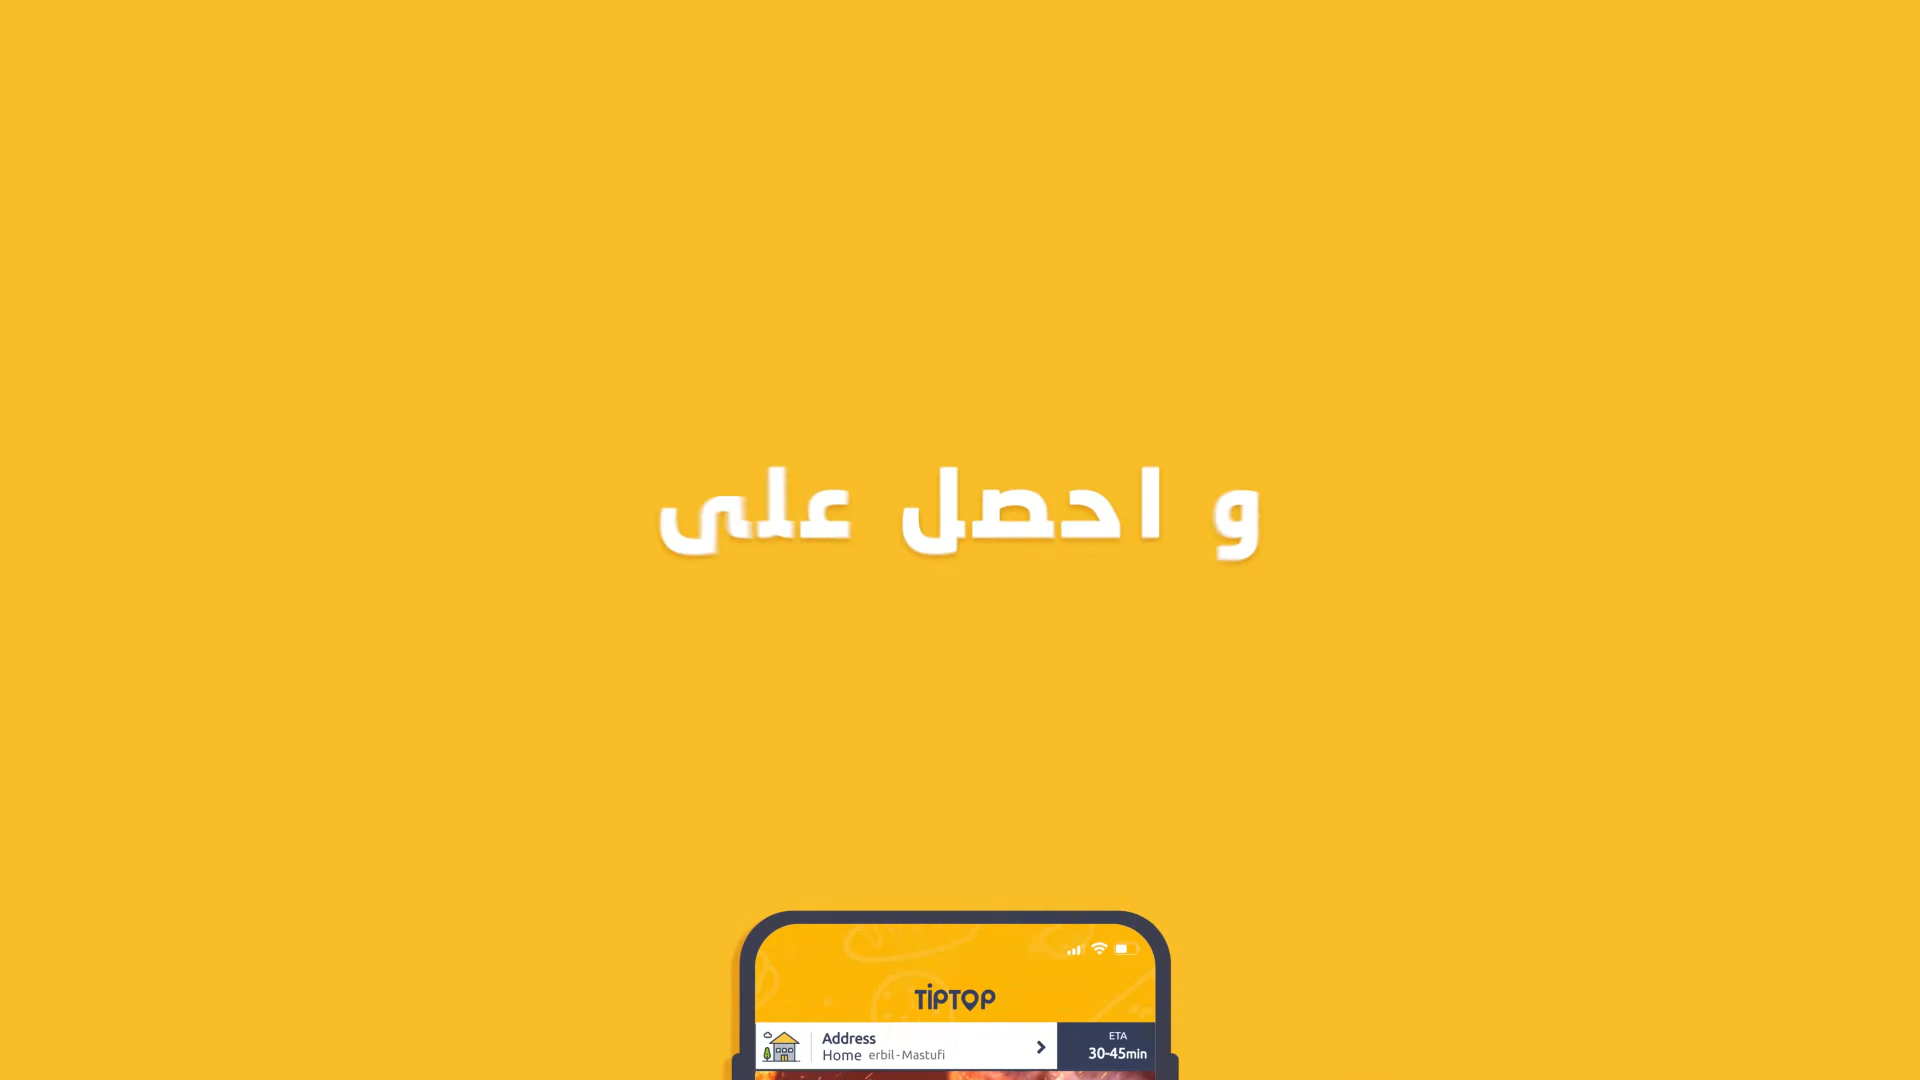 و احصل على
TIPTOP
Address
Home erbil-Mastufi
ETA
30-45min